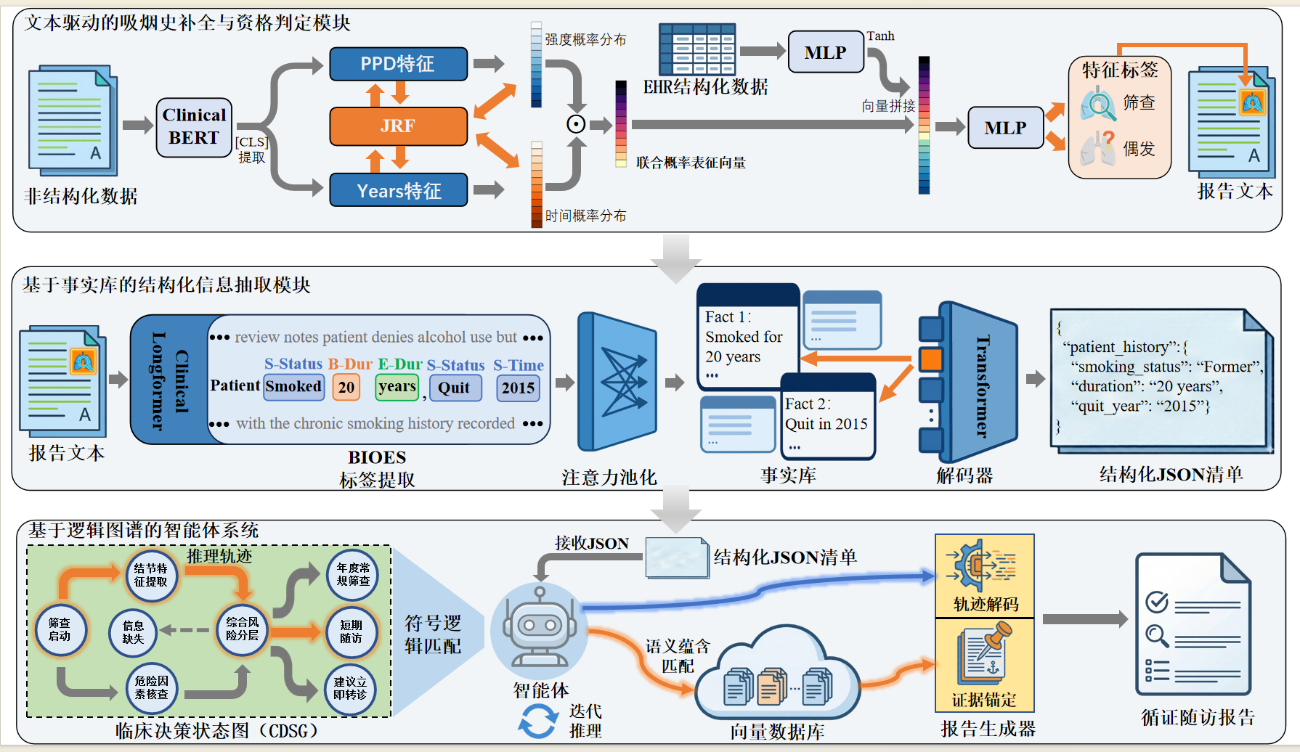 文本驱动的吸烟史补全与资格判定模块
A
非结构化数据
Clinical
BERT
[CLS]
提取
PPD特征
JRF
Years特征
强度概率分布
时间概率分布
联合概率表征向量
EHR结构化数据
MLP
Tanh
向量拼接
MLP
特征标签
筛查
偶发
A
报告文本
基于事实库的结构化信息抽取模块
A
报告文本
Clinical
Longformer
••• review notes patient denies alcohol use but •••
S-Status B-Dur E-Dur S-Status S-Time
Patient Smoked 20 years , Quit 2015
••• with the chronic smoking history recorded •••
BIOES
标签提取
注意力池化
Fact 1:
Smoked for
20 years
•••
...
...
Fact 2:
Quit in 2015
...
事实库
Transformer
解码器
{
“patient_history”:{
“smoking_status”: “Former”,
“duration”: “20 years”,
“quit_year”: “2015”}
}
结构化JSON清单
基于逻辑图谱的智能体系统
推理轨迹
筛查
启动
结节特
征提取
信息
缺失
危险因
素核查
综合风
险分层
年度常
规筛查
短期
随访
建议立
即转诊
临床决策状态图（CDSG）
符号逻
辑匹配
接收JSON
结构化JSON清单
智能体
迭代
推理
语义蕴含
匹配
...
向量数据库
轨迹解码
证据锚定
报告生成器
循证随访报告